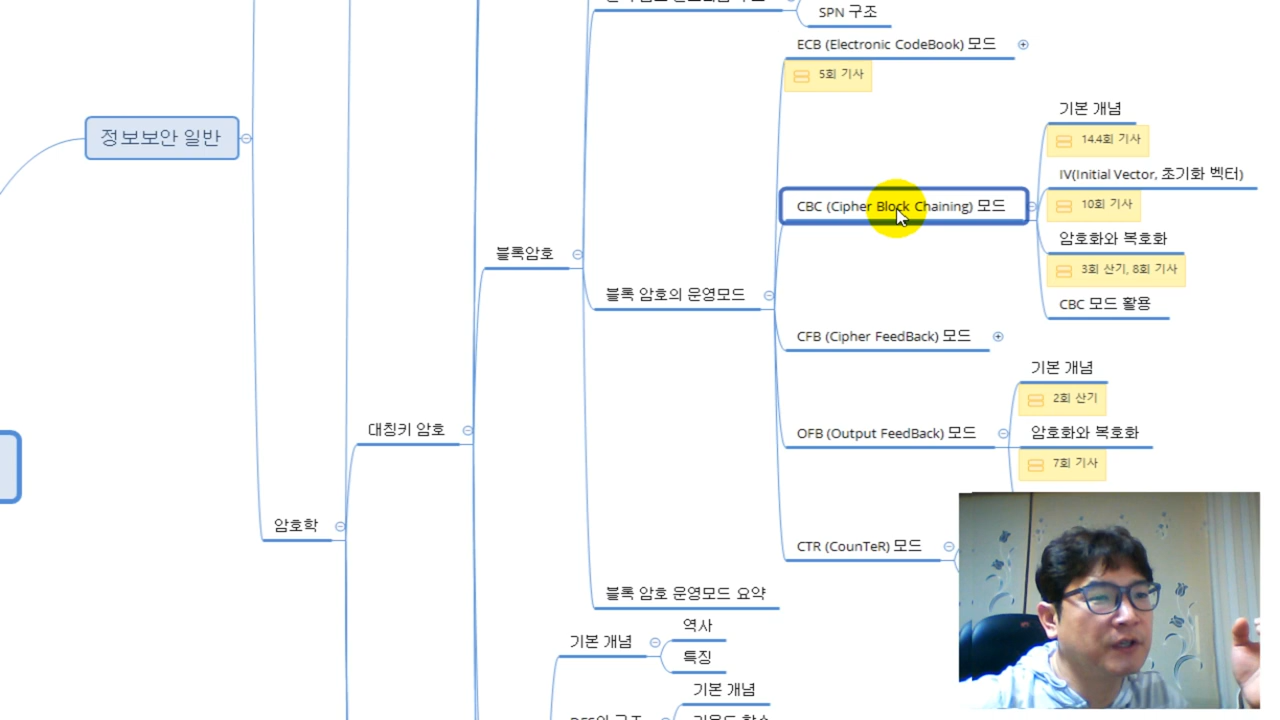 SPN 구조
ECB (Electronic CodeBook) 모드
5회 기사
기본 개념
14.4회 기사
정보보안 일반
IV(Initial Vector, 초기화 벡터)
CBC (Cipher Block Chaining) 모드
10회 기사
암호화와 복호화
블록암호
3회 산기, 8회 기사
블록 암호의 운영모드
CBC 모드 활용
CFB (Cipher FeedBack) 모드
기본 개념
2회 산기
대칭키 암호
OFB (Output FeedBack) 모드
암호화와 복호화
7회 기사
암호학
CTR (CounTeR) 모드
블록 암호 운영모드 요약
역사
기본 개념
특징
기본 개념